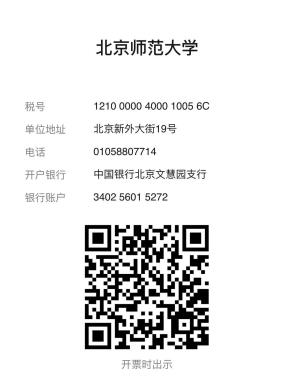 北京师范大学
税号 1210 0000 4000 1005 6C
单位地址 北京新外大街19号
电话 01058807714
开户银行 中国银行北京文慧园支行
银行账户 3402 5601 5272
开票时出示